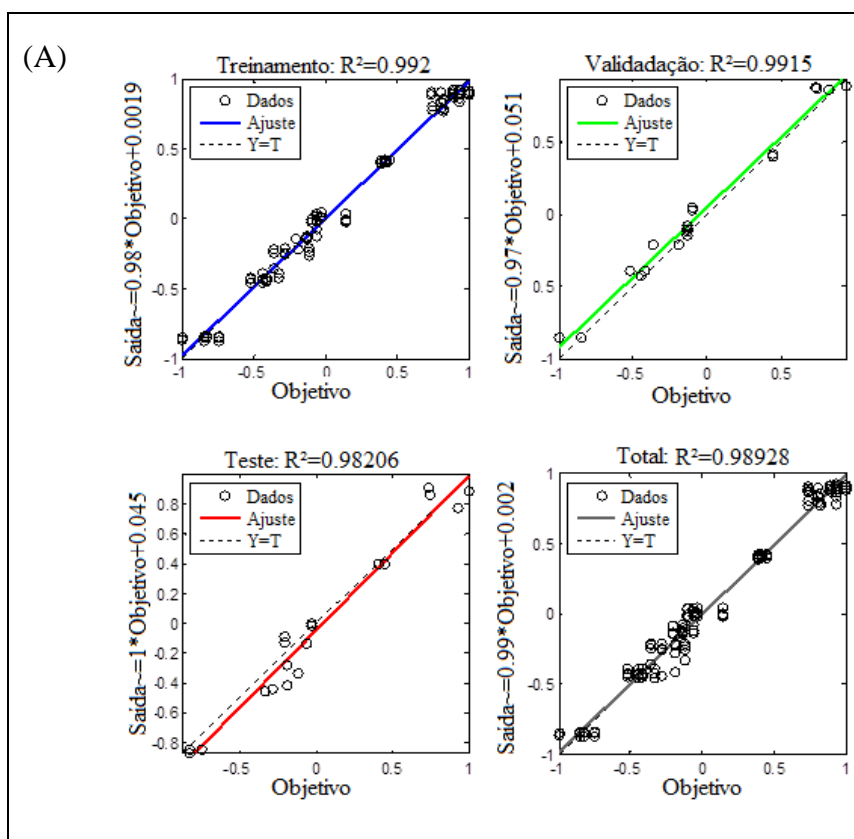 (A)
Treinamento: R²=0.992
Saída~=0.98*Objetivo+0.0019
1
0.5
0
-0.5
-1
Dados
Ajuste
Y=T
-1
-0.5
0
0.5
1
Objetivo
Validadação: R²=0.9915
Saída~=0.97*Objetivo+0.051
0.5
0
0.5
-1
Dados
Ajuste
Y=T
-1
-0.5
0
0.5
Objetivo
Teste: R²=0.98206
Saída~=1*Objetivo+0.045
0.8
0.6
0.4
0.2
0
-0.2
-0.4
-0.6
-0.8
Dados
Ajuste
Y=T
-0.5
0
0.5
1
Objetivo
Total: R²=0.98928
Saída~=0.99*Objetivo+0.002
1
0.5
0
-0.5
-1
Dados
Ajuste
Y=T
-1
-0.5
0
0.5
1
Objetivo